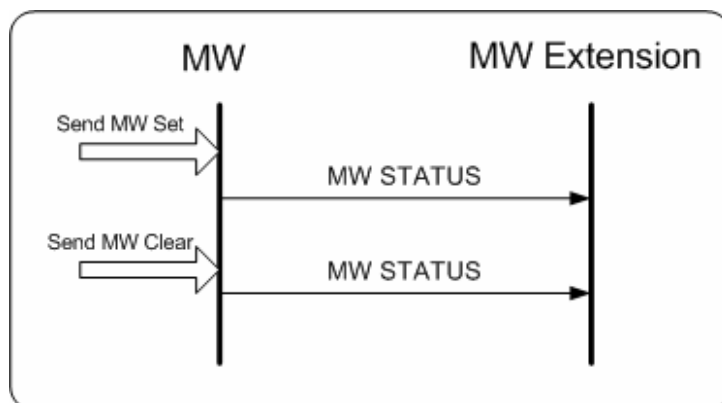 MW
MW Extension
Send MW Set
MW STATUS
Send MW Clear
MW STATUS